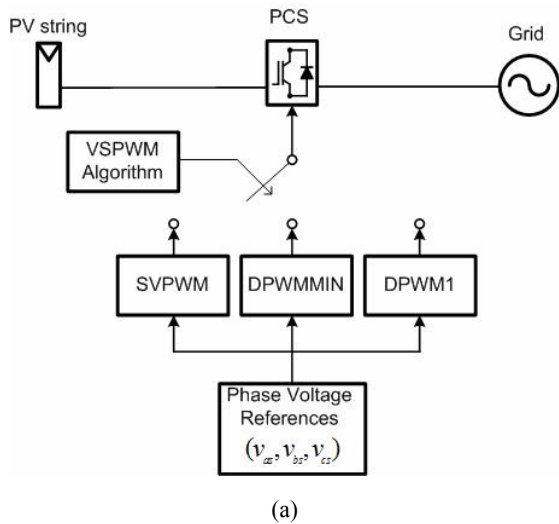 PV string
PCS
Grid
VSPWM
Algorithm
SVPWM
DPWMMIN
DPWM1
Phase Voltage
References
(v_as, v_bs, v_cs)
(a)